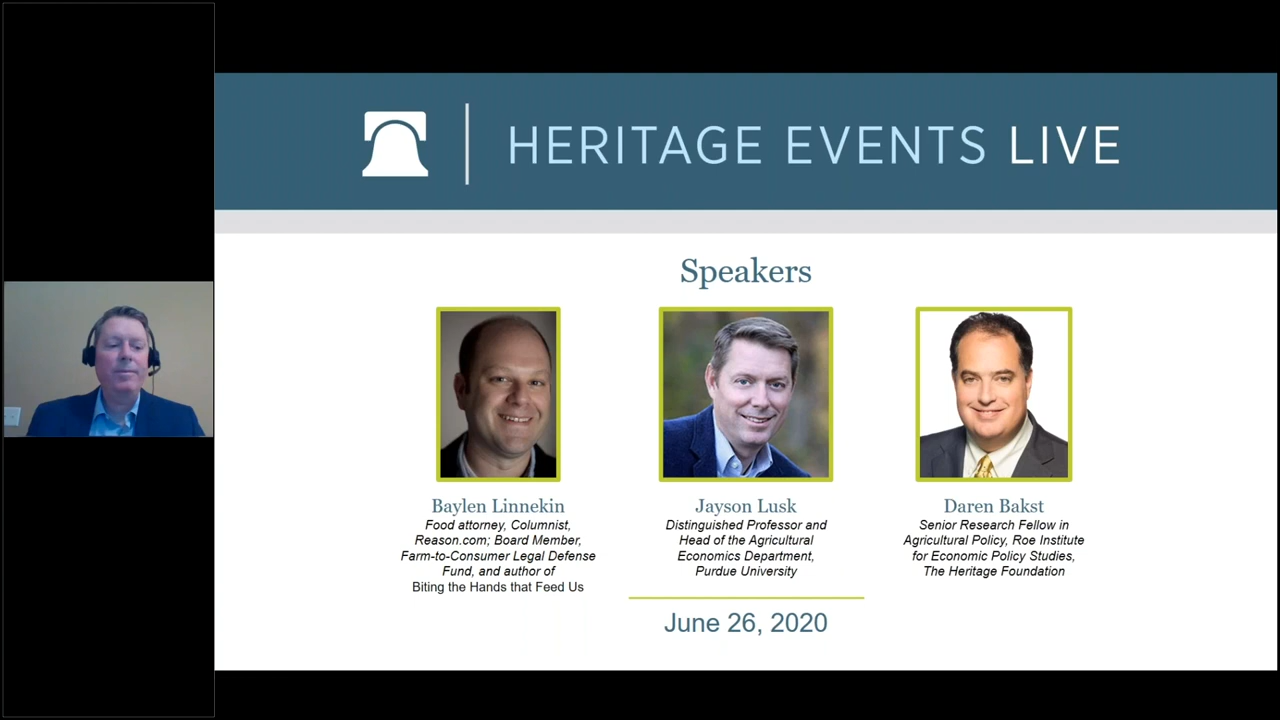 HERITAGE EVENTS LIVE
Speakers
Baylen Linnekin
Food attorney, Columnist,
Reason.com; Board Member,
Farm-to-Consumer Legal Defense
Fund, and author of
Biting the Hands that Feed Us
Jayson Lusk
Distinguished Professor and
Head of the Agricultural
Economics Department,
Purdue University
Daren Bakst
Senior Research Fellow in
Agricultural Policy, Roe Institute
for Economic Policy Studies,
The Heritage Foundation
June 26, 2020